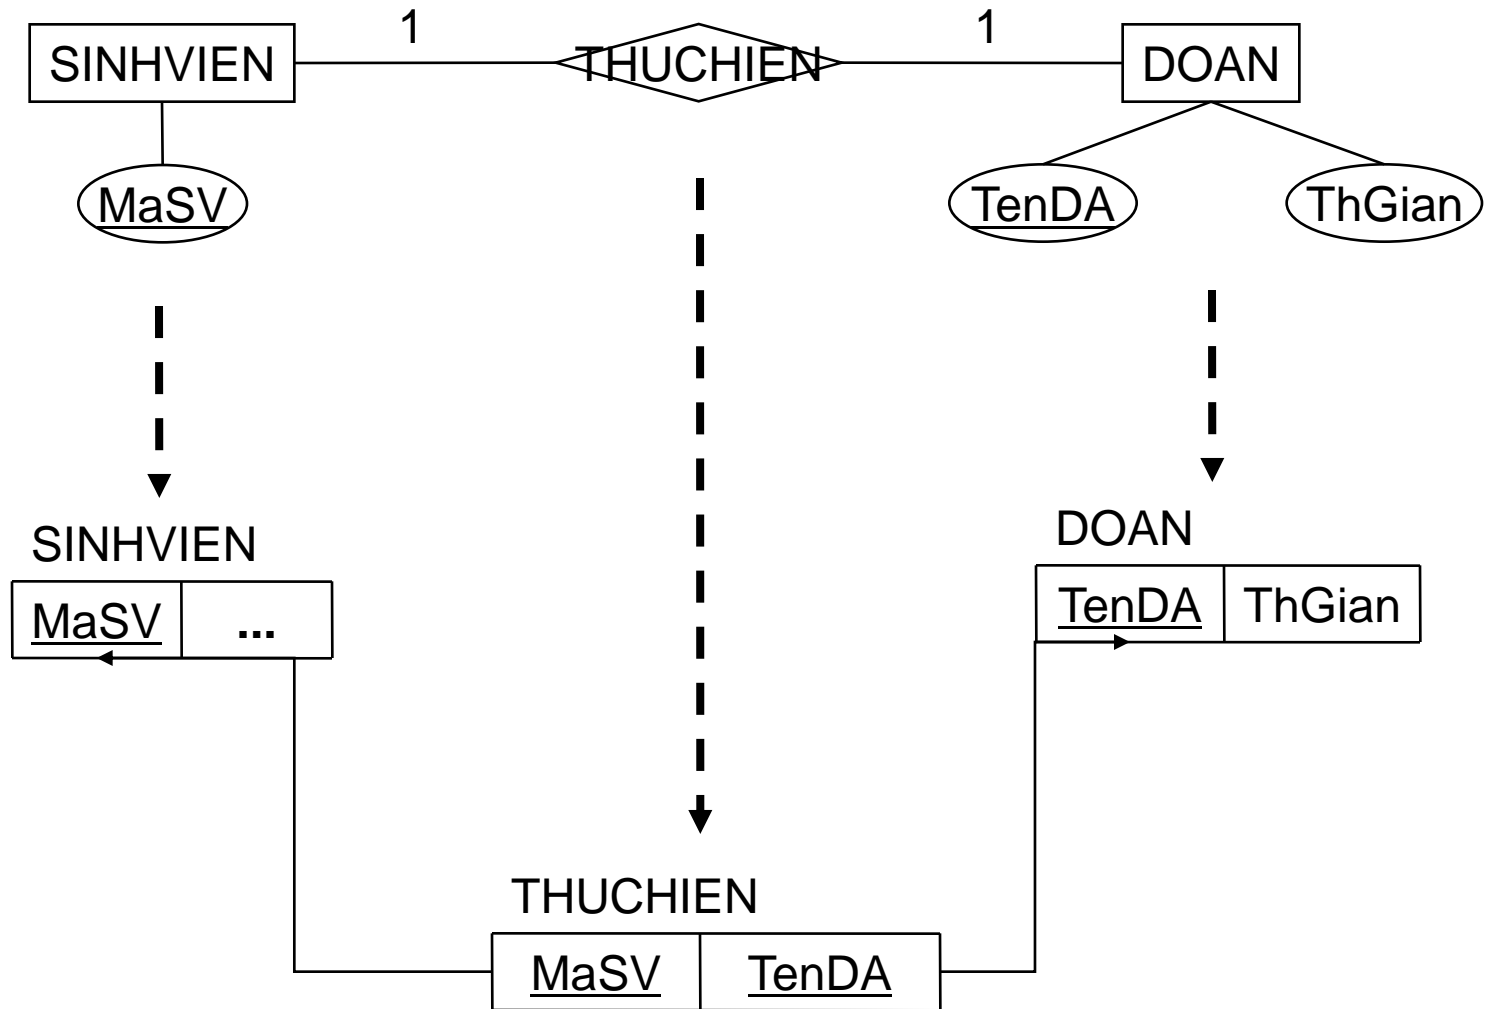 1 1
SINHVIEN THUCHIEN DOAN
MaSV TenDA ThGian
SINHVIEN DOAN
MaSV ... TenDA ThGian
THUCHIEN
MaSV TenDA